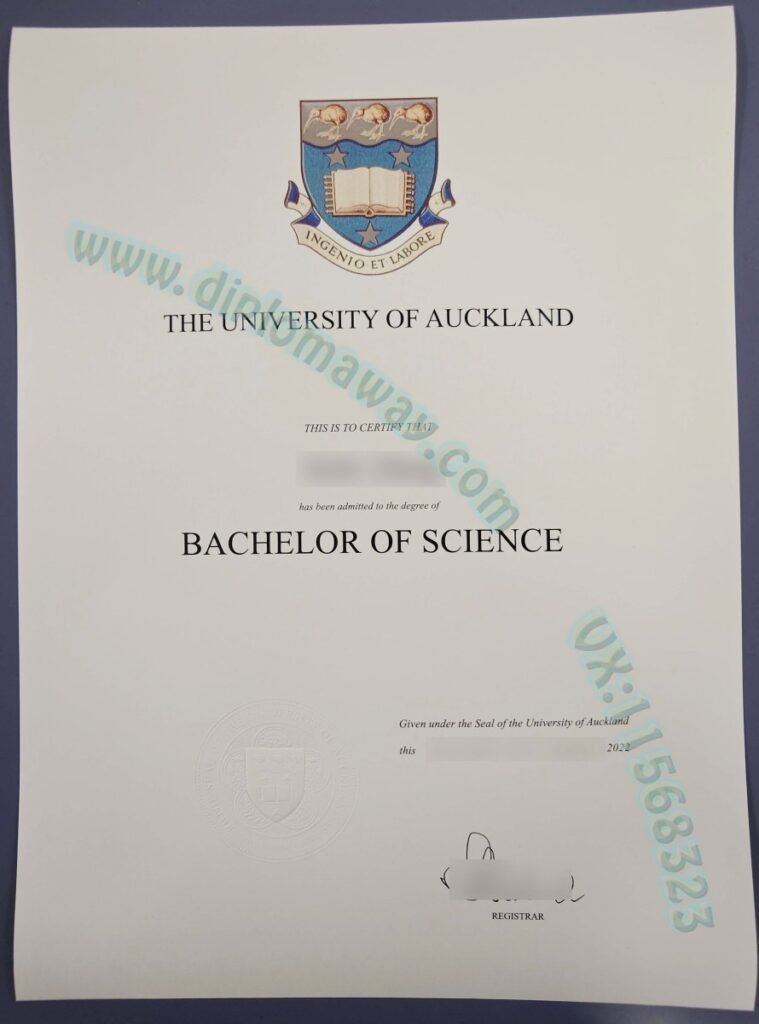 INGENIO ET LABORE
www.diplomaway.com
THE UNIVERSITY OF AUCKLAND
THIS IS TO CERTIFY THAT
has been admitted to the degree of
BACHELOR OF SCIENCE
VX:11568323
Given under the Seal of the University of Auckland
this 2022
REGISTRAR